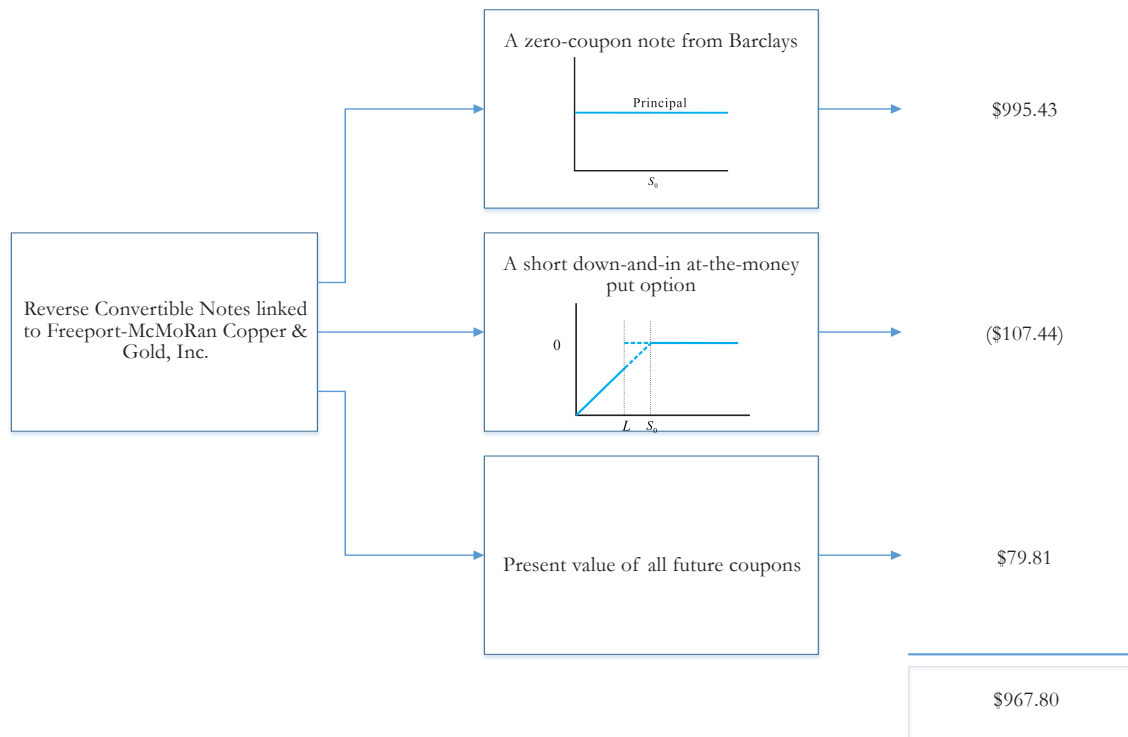 A zero-coupon note from Barclays
Principal
S₀
$995.43
Reverse Convertible Notes linked
to Freeport-McMoRan Copper &
Gold, Inc.
A short down-and-in at-the-money
put option
0
L S₀
($107.44)
Present value of all future coupons
$79.81
$967.80